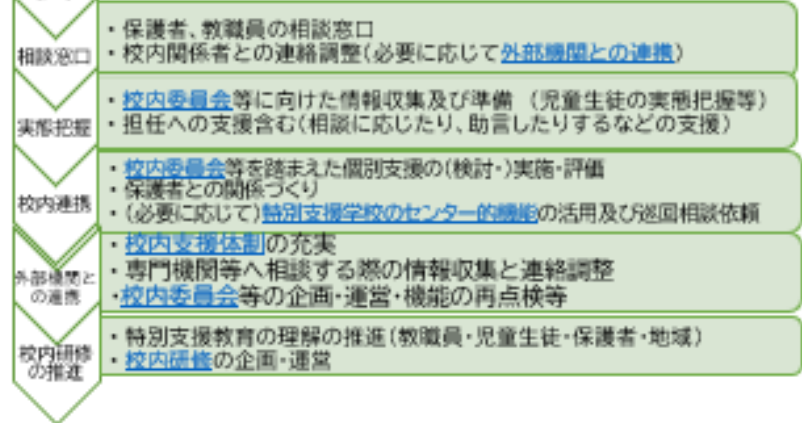 相談窓口
・保護者、教職員の相談窓口
・校内関係者との連絡調整(必要に応じて外部機関との連携)
実態把握
・校内委員会等に向けた情報収集及び準備 (児童生徒の実態把握等)
・担任への支援含む(相談に応じたり、助言したりするなどの支援)
校内連携
・校内委員会等を踏まえた個別支援の(検討・)実施・評価
・保護者との関係づくり
・(必要に応じて)特別支援学校のセンター的機能の活用及び巡回相談依頼
外部機関と
の連携
・校内支援体制の充実
・専門機関等へ相談する際の情報収集と連絡調整
・校内委員会等の企画・運営・機能の再点検等
校内研修
の推進
・特別支援教育の理解の推進(教職員・児童生徒・保護者・地域)
・校内研修の企画・運営